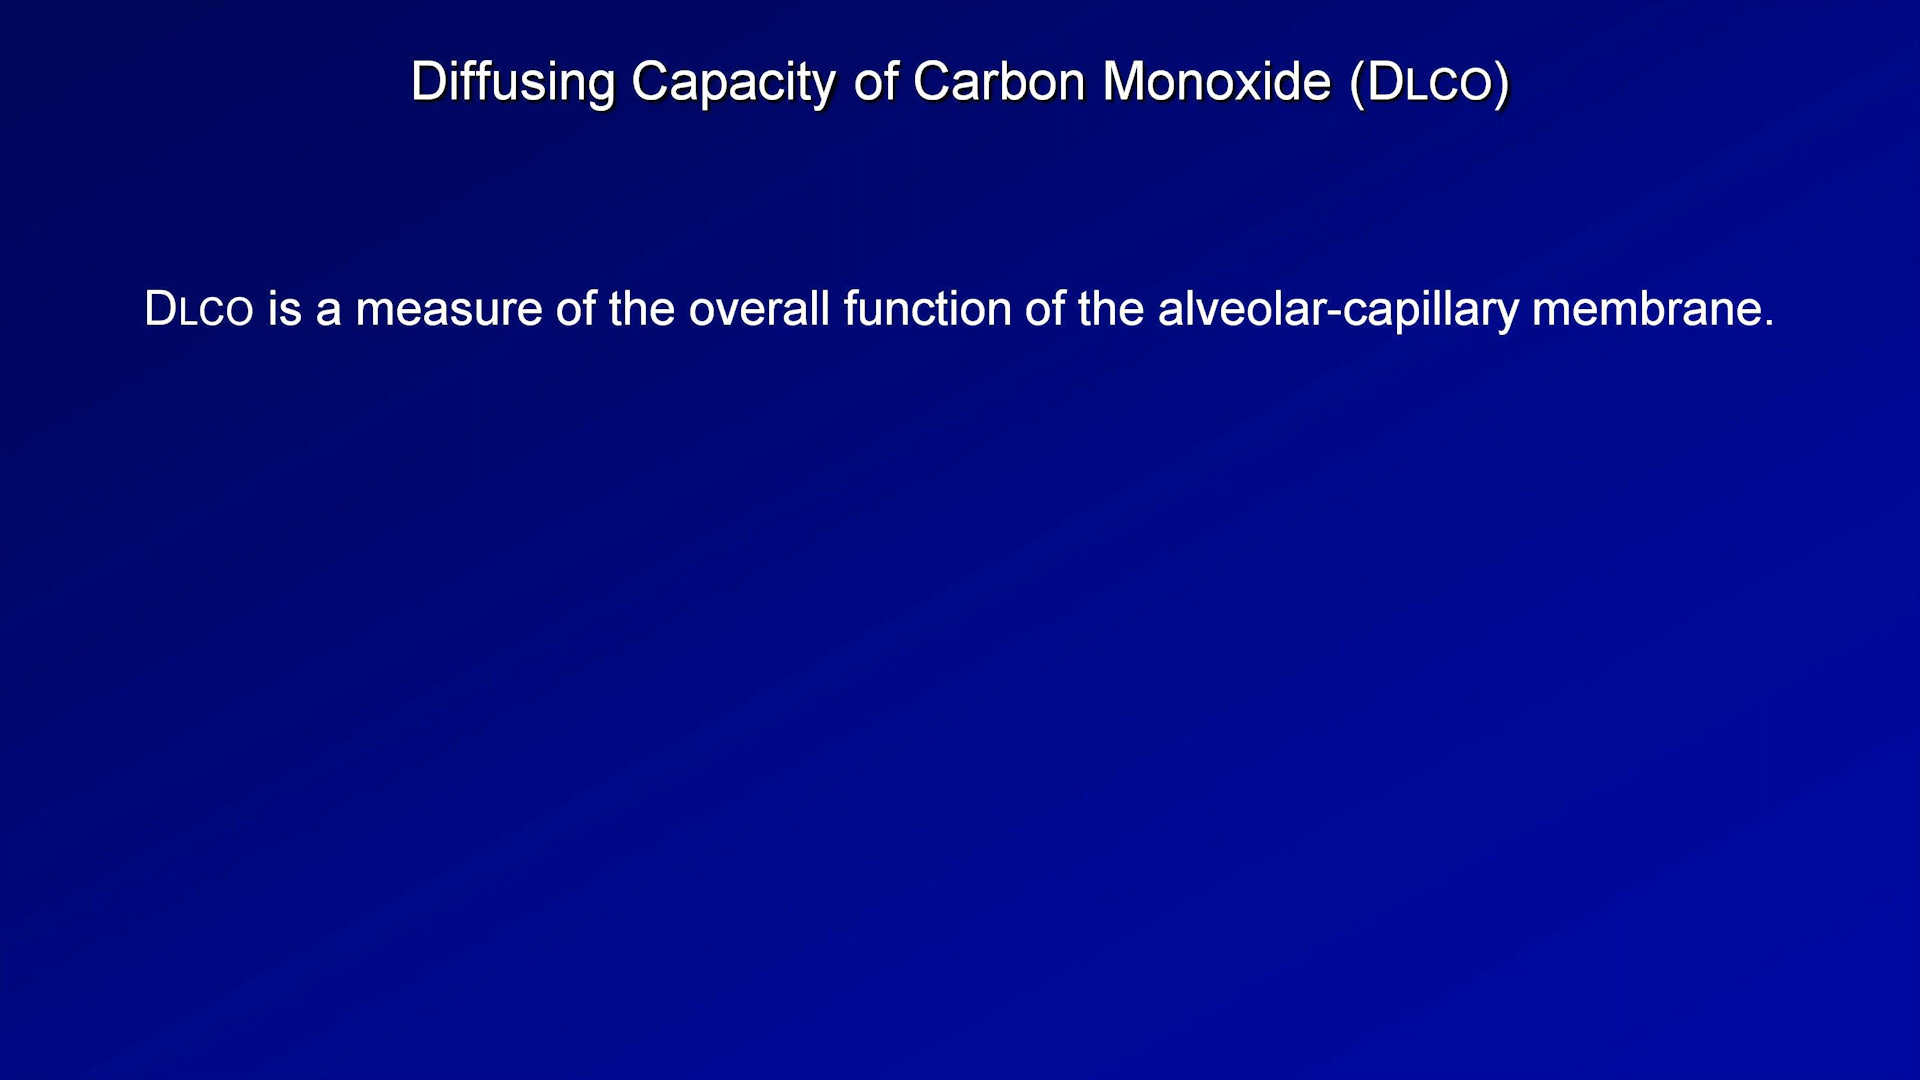 Diffusing Capacity of Carbon Monoxide (DLCO)
DLCO is a measure of the overall function of the alveolar-capillary membrane.